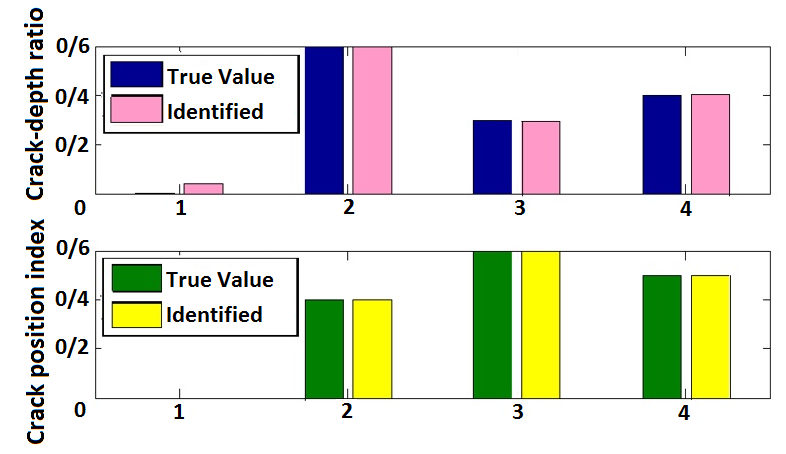 Crack-depth ratio
0/6
0/4
0/2
0
True Value
Identified
1
2
3
4
Crack position index
0/6
0/4
0/2
0
True Value
Identified
1
2
3
4